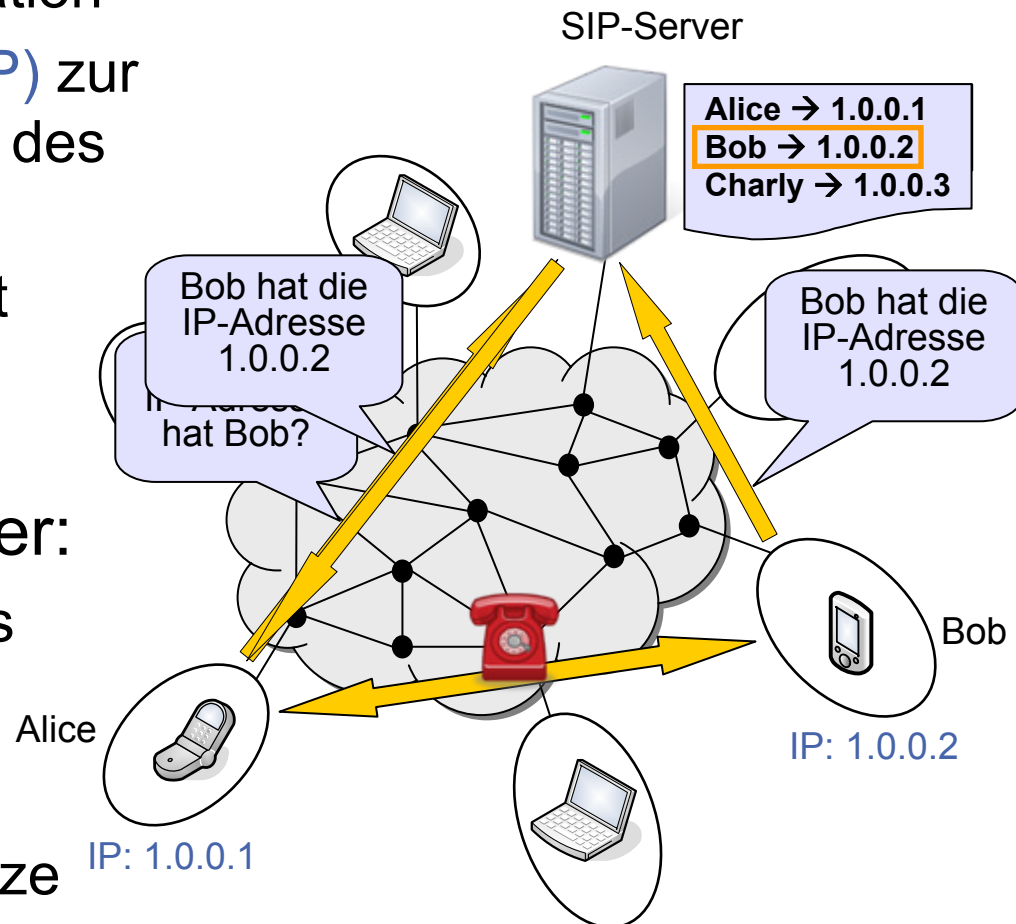 P) zur
des
er:
ze
SIP-Server
Alice → 1.0.0.1
Bob → 1.0.0.2
Charly → 1.0.0.3
Bob hat die
IP-Adresse
1.0.0.2
hat Bob?
Bob hat die
IP-Adresse
1.0.0.2
Alice
IP: 1.0.0.1
Bob
IP: 1.0.0.2